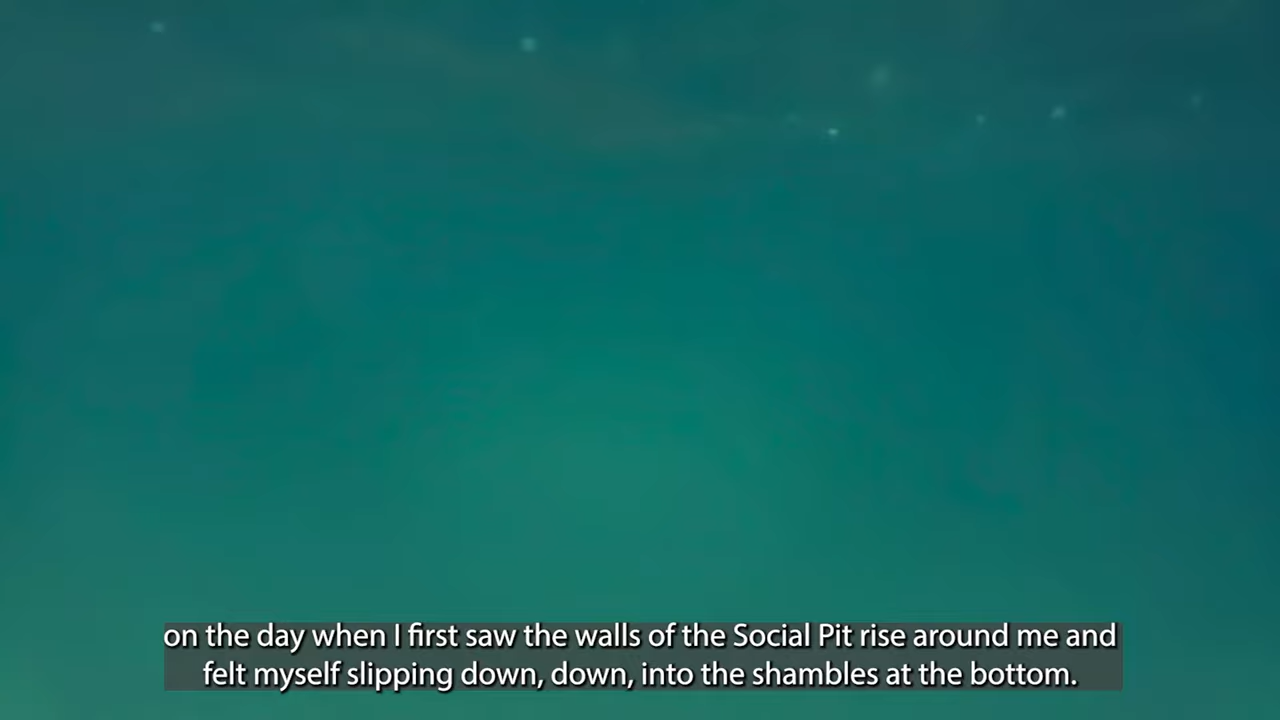 on the day when I first saw the walls of the Social Pit rise around me and
felt myself slipping down, down, into the shambles at the bottom.